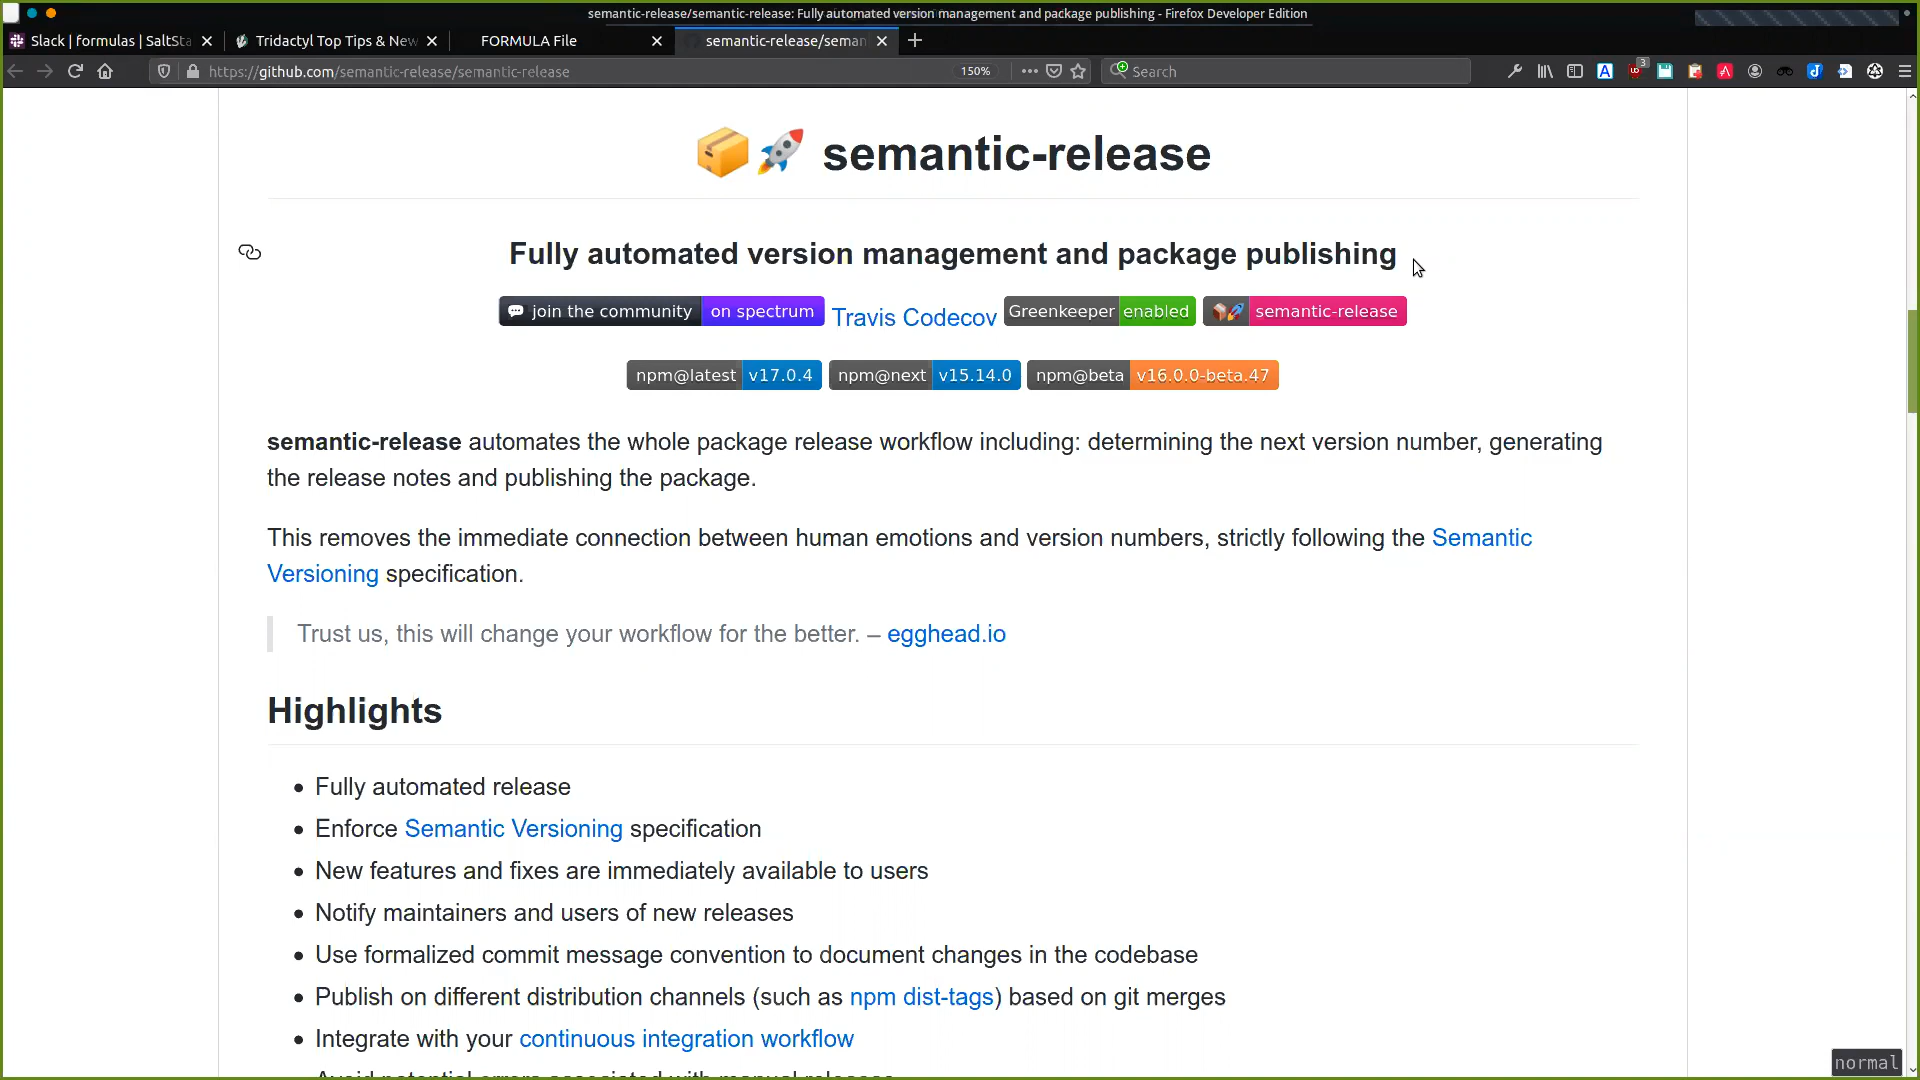 semantic-release/semantic-release: Fully automated version management and package publishing - Firefox Developer Edition
Slack | formulas | SaltSta
Tridactyl Top Tips & New
FORMULA File
semantic-release/seman
https://github.com/semantic-release/semantic-release
150%
Search
3
semantic-release
Fully automated version management and package publishing
join the community on spectrum Travis Codecov Greenkeeper enabled semantic-release
npm@latest v17.0.4 npm@next v15.14.0 npm@beta v16.0.0-beta.47
semantic-release automates the whole package release workflow including: determining the next version number, generating
the release notes and publishing the package.
This removes the immediate connection between human emotions and version numbers, strictly following the Semantic
Versioning specification.
Trust us, this will change your workflow for the better. – egghead.io
Highlights
Fully automated release
Enforce Semantic Versioning specification
New features and fixes are immediately available to users
Notify maintainers and users of new releases
Use formalized commit message convention to document changes in the codebase
Publish on different distribution channels (such as npm dist-tags) based on git merges
Integrate with your continuous integration workflow
Avoid potential errors associated with manual releases
normal